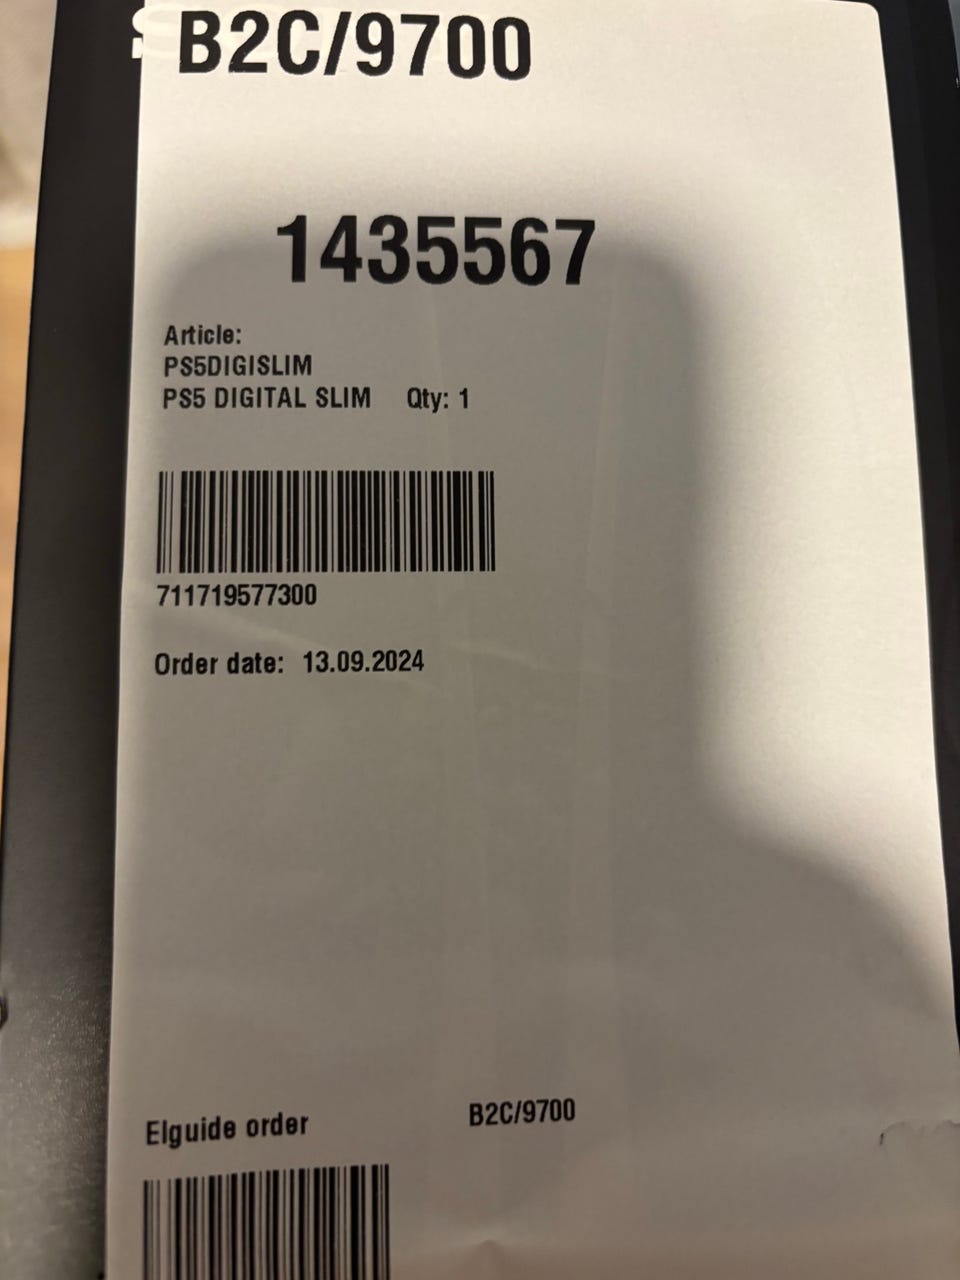 B2C/9700
1435567
Article:
PS5DIGISLIM
PS5 DIGITAL SLIM Qty: 1
711719577300
Order date: 13.09.2024
Elguide order B2C/9700